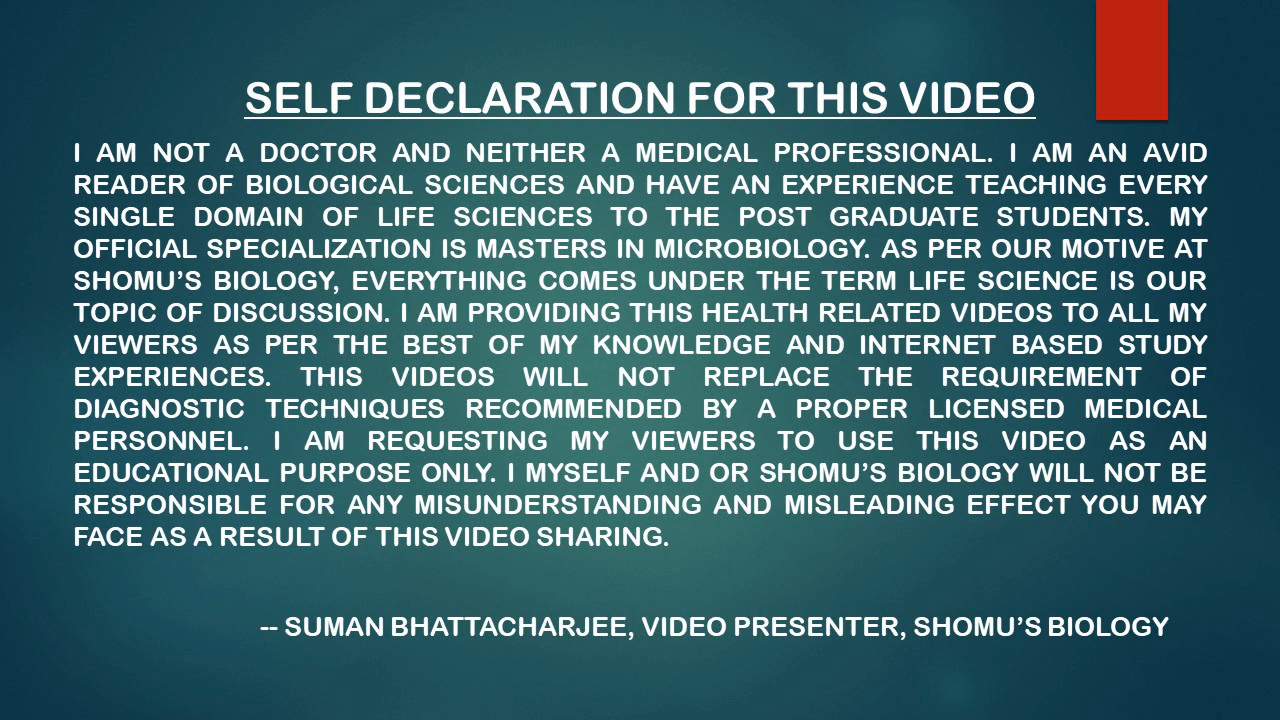 SELF DECLARATION FOR THIS VIDEO
I AM NOT A DOCTOR AND NEITHER A MEDICAL PROFESSIONAL. I AM AN AVID
READER OF BIOLOGICAL SCIENCES AND HAVE AN EXPERIENCE TEACHING EVERY
SINGLE DOMAIN OF LIFE SCIENCES TO THE POST GRADUATE STUDENTS. MY
OFFICIAL SPECIALIZATION IS MASTERS IN MICROBIOLOGY. AS PER OUR MOTIVE AT
SHOMU'S BIOLOGY, EVERYTHING COMES UNDER THE TERM LIFE SCIENCE IS OUR
TOPIC OF DISCUSSION. I AM PROVIDING THIS HEALTH RELATED VIDEOS TO ALL MY
VIEWERS AS PER THE BEST OF MY KNOWLEDGE AND INTERNET BASED STUDY
EXPERIENCES. THIS VIDEOS WILL NOT REPLACE THE REQUIREMENT OF
DIAGNOSTIC TECHNIQUES RECOMMENDED BY A PROPER LICENSED MEDICAL
PERSONNEL. I AM REQUESTING MY VIEWERS TO USE THIS VIDEO AS AN
EDUCATIONAL PURPOSE ONLY. I MYSELF AND OR SHOMU'S BIOLOGY WILL NOT BE
RESPONSIBLE FOR ANY MISUNDERSTANDING AND MISLEADING EFFECT YOU MAY
FACE AS A RESULT OF THIS VIDEO SHARING.
-- SUMAN BHATTACHARJEE, VIDEO PRESENTER, SHOMU'S BIOLOGY